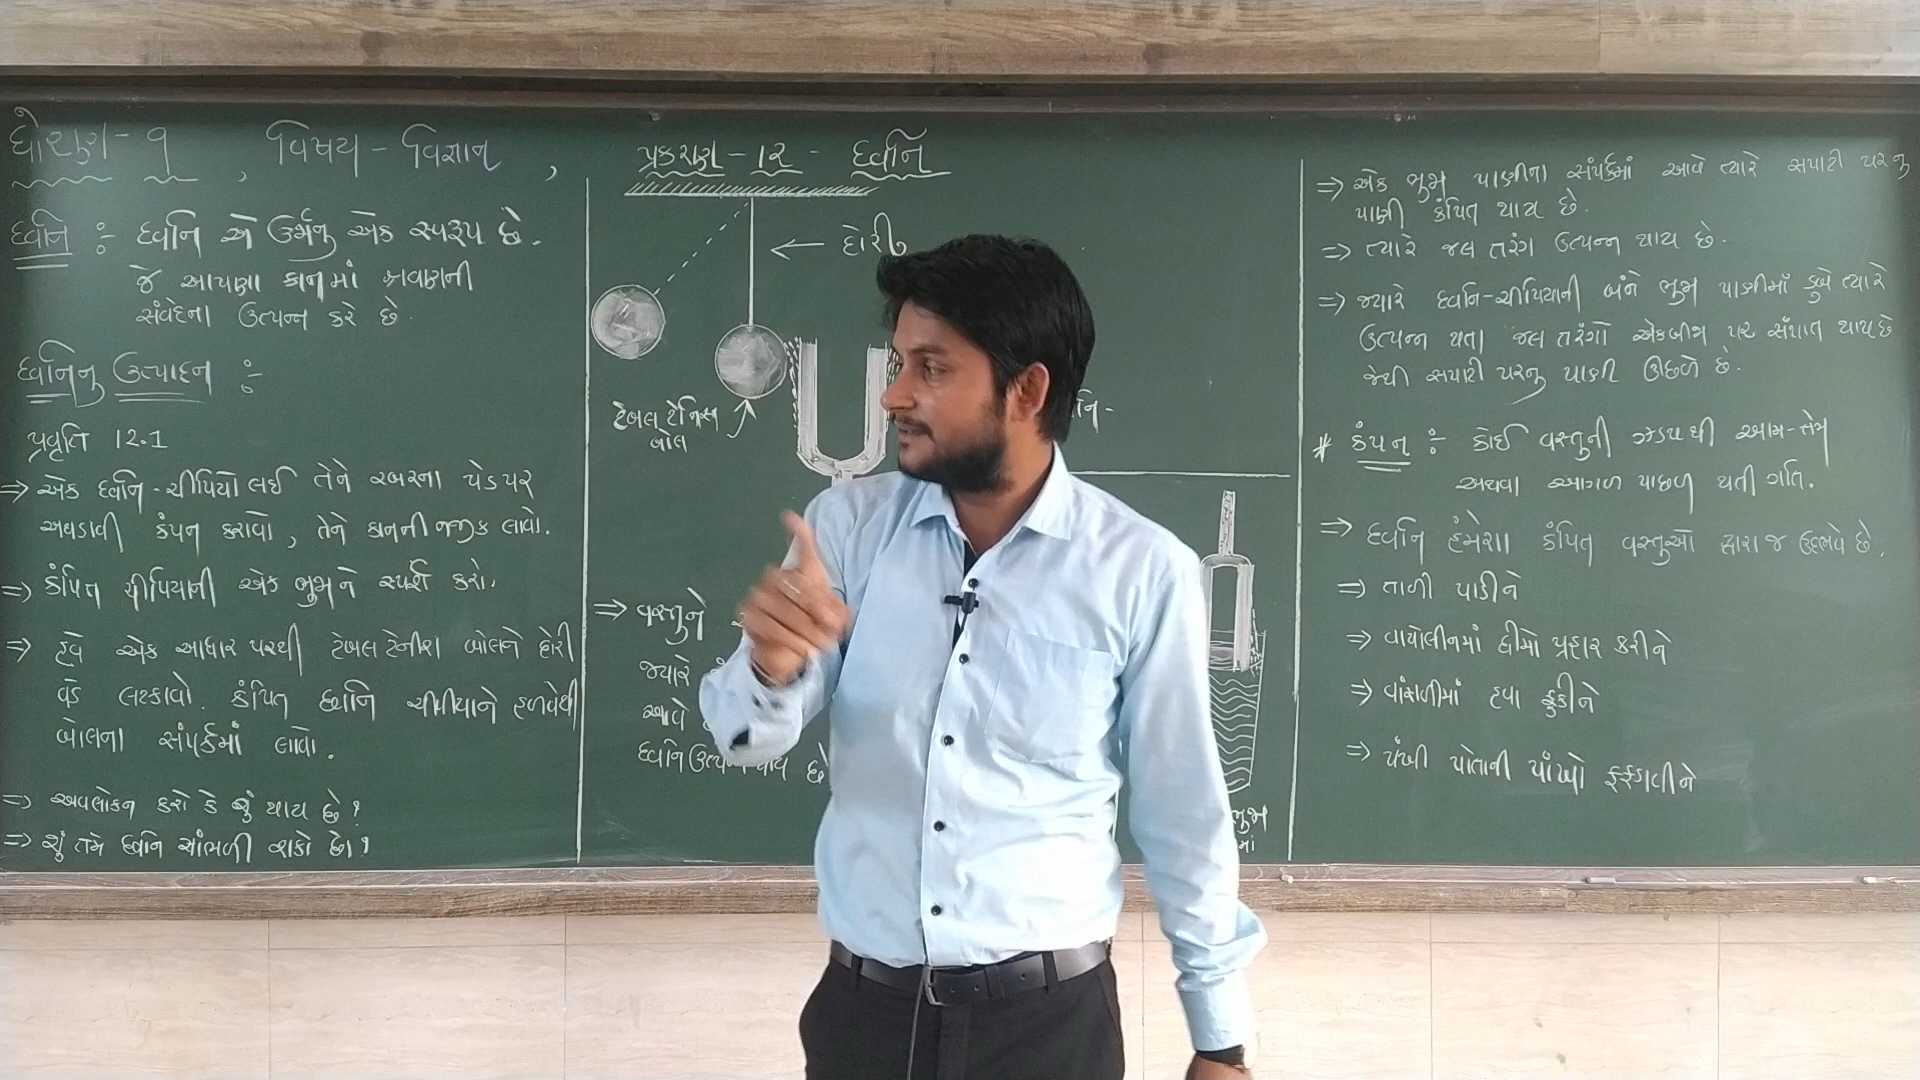 ધોરણ - ૧ , વિષય - વિજ્ઞાન ,
ધ્વનિ : ધ્વનિ એ ઉર્જાનુ એક સ્વરૂપ છે.
જે આપણા કાનમાં શ્રવણની
સંવેદના ઉત્પન્ન કરે છે.
ધ્વનિનુ ઉત્પાદન :
પ્રવૃતિ 12.1
⇒ એક ધ્વનિ-ચીપિયો લઈ તેને રબરના પેડ પર
અથડાવી કંપન કરાવો, તેને કાનની નજીક લાવો.
⇒ કંપિત ચીપિયાની એક ભુજાને સ્પર્શ કરો.
⇒ હવે એક આધાર પરથી ટેબલ ટેનીશ બોલને દોરી
વડે લટકાવો. કંપિત ધ્વનિ ચીપીયાને હળવેથી
બોલના સંપર્કમાં લાવો.
⇒ અવલોકન કરો કે શું થાય છે?
⇒ શું તમે ધ્વનિ સાંભળી શકો છો?
પ્રકરણ - 12 - ધ્વનિ
દોરી
ટેબલ ટેનિસ
બોલ
નિ-
⇒ વસ્તુને
જ્યારે
આવે
ધ્વનિ ઉત્પન્ન થાય છે
ભુજા
માં
⇒ એક ભુજા પાણીના સંપર્કમાં આવે ત્યારે સપાટી પરનુ
પાણી કંપિત થાય છે.
⇒ ત્યારે જલ તરંગ ઉત્પન્ન થાય છે.
⇒ જ્યારે ધ્વનિ-ચીપિયાની બંને ભુજા પાણીમાં ડુબે ત્યારે
ઉત્પન્ન થતા જલ તરંગો એકબીજા પર સંપાત થાય છે
જેથી સપાટી પરનુ પાણી ઊછળે છે.
* કંપન : કોઈ વસ્તુની ઝડપથી આમ-તેમ
અથવા આગળ પાછળ થતી ગતિ.
⇒ ધ્વનિ હંમેશા કંપિત વસ્તુઓ દ્વારા જ ઉદ્ભવે છે.
⇒ તાળી પાડીને
⇒ વાયોલીનમાં ધીમો પ્રહાર કરીને
⇒ વાંસળીમાં હવા ફુંકીને
⇒ પંખી પોતાની પાંખો ફફડાવીને